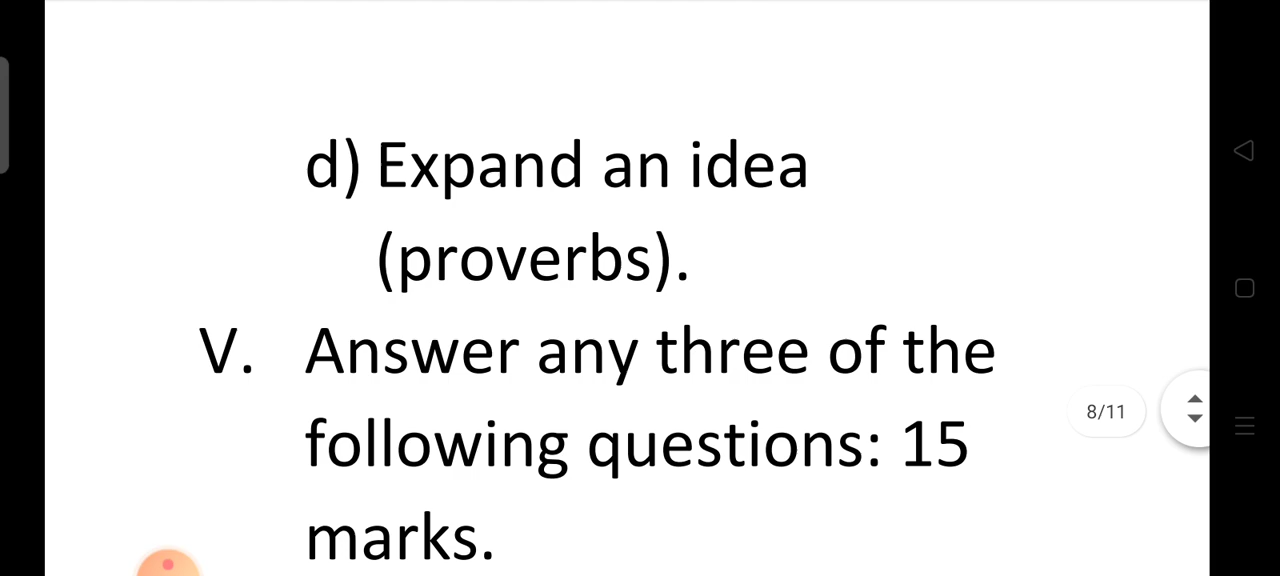 d) Expand an idea
(proverbs).
V. Answer any three of the
following questions: 15
marks.
8/11